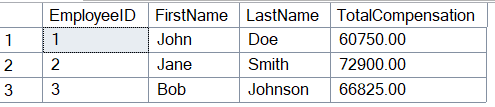 EmployeeID FirstName LastName TotalCompensation
1 1 John Doe 60750.00
2 2 Jane Smith 72900.00
3 3 Bob Johnson 66825.00